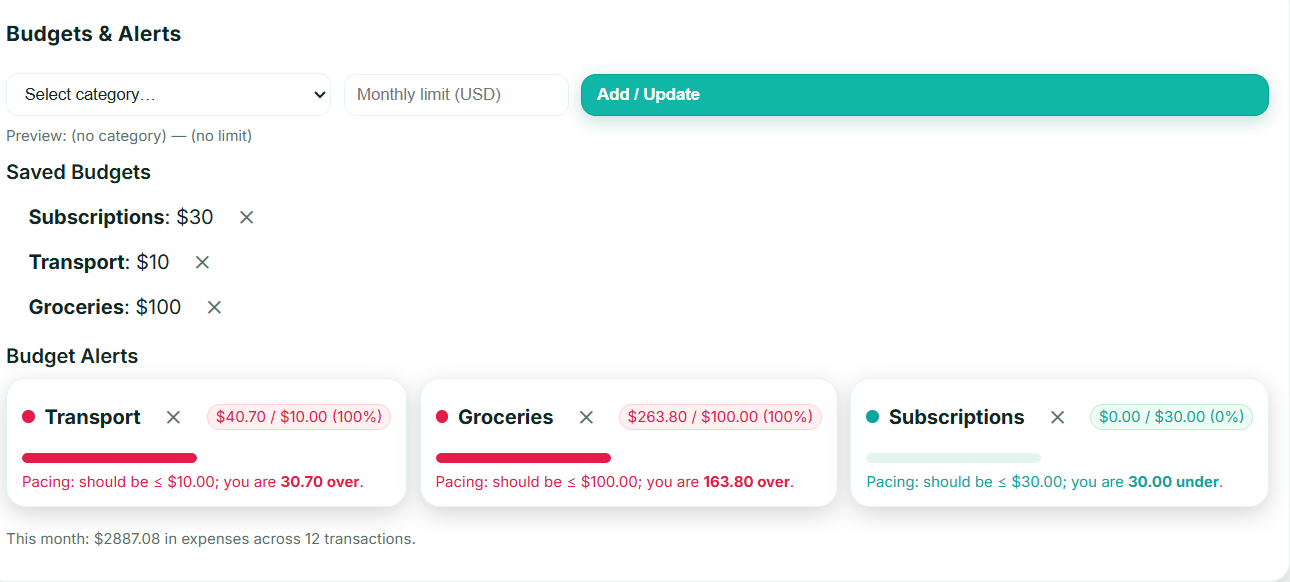 Budgets & Alerts
Select category…
Monthly limit (USD)
Add / Update
Preview: (no category) — (no limit)
Saved Budgets
Subscriptions: $30 ×
Transport: $10 ×
Groceries: $100 ×
Budget Alerts
Transport × $40.70 / $10.00 (100%)
Pacing: should be ≤ $10.00; you are 30.70 over.
Groceries × $263.80 / $100.00 (100%)
Pacing: should be ≤ $100.00; you are 163.80 over.
Subscriptions × $0.00 / $30.00 (0%)
Pacing: should be ≤ $30.00; you are 30.00 under.
This month: $2887.08 in expenses across 12 transactions.